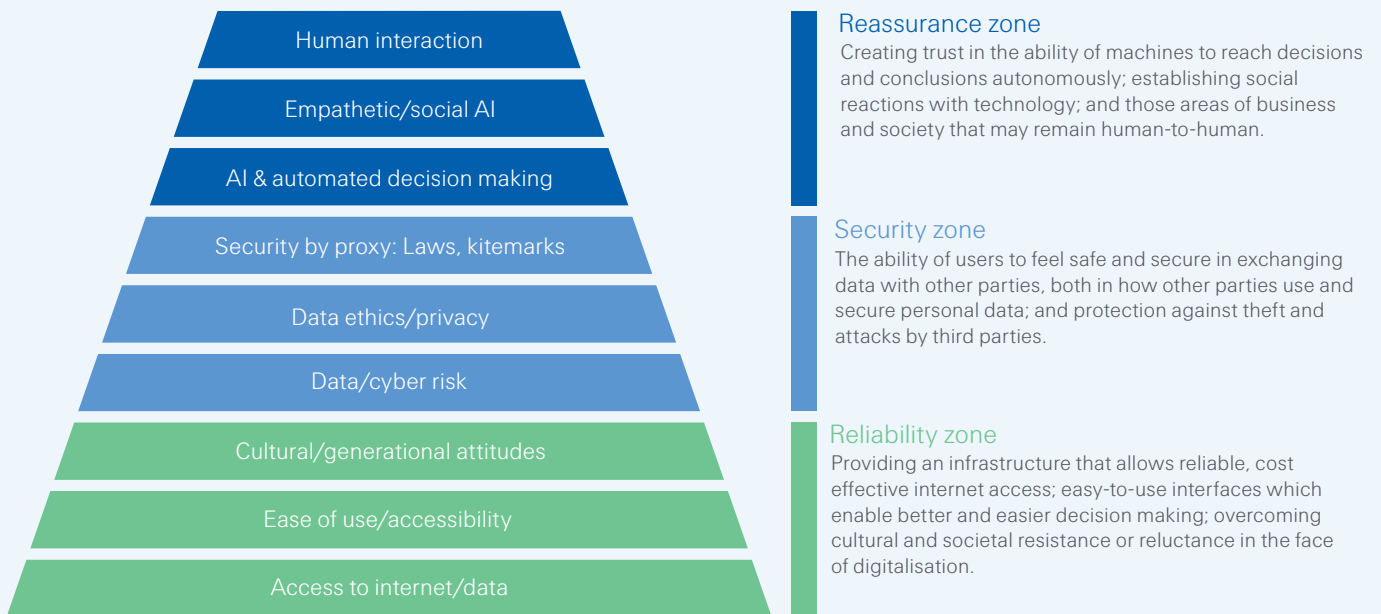 Human interaction
Empathetic/social AI
AI & automated decision making
Security by proxy: Laws, kitemarks
Data ethics/privacy
Data/cyber risk
Cultural/generational attitudes
Ease of use/accessibility
Access to internet/data
Reassurance zone
Creating trust in the ability of machines to reach decisions
and conclusions autonomously; establishing social
reactions with technology; and those areas of business
and society that may remain human-to-human.
Security zone
The ability of users to feel safe and secure in exchanging
data with other parties, both in how other parties use and
secure personal data; and protection against theft and
attacks by third parties.
Reliability zone
Providing an infrastructure that allows reliable, cost
effective internet access; easy-to-use interfaces which
enable better and easier decision making; overcoming
cultural and societal resistance or reluctance in the face
of digitalisation.